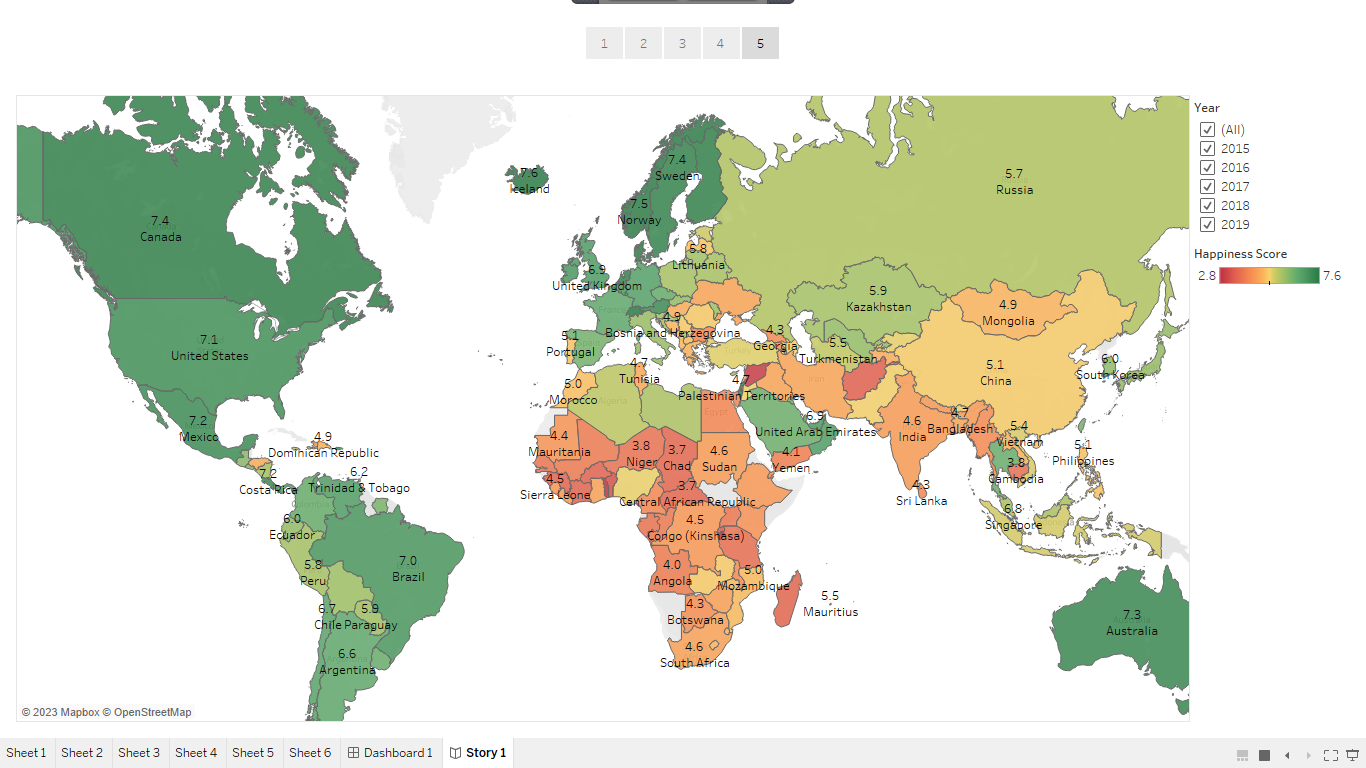 1
2
3
4
5
7.4
Canada
7.1
United States
7.2
Mexico
4.9
Dominican Republic
7.2
Costa Rica
6.2
Trinidad & Tobago
6.0
Ecuador
5.8
Peru
7.0
Brazil
6.7
Chile
5.9
Paraguay
6.6
Argentina
7.6
Iceland
7.4
Sweden
7.5
Norway
5.8
Lithuania
6.9
United Kingdom
4.9
Bosnia and Herzegovina
5.1
Portugal
4.3
Georgia
5.5
Turkmenistan
5.7
Russia
5.9
Kazakhstan
4.9
Mongolia
5.1
China
6.0
South Korea
4.7
Tunisia
5.0
Morocco
4.7
Palestinian Territories
6.9
United Arab Emirates
4.1
Yemen
4.4
Mauritania
3.8
Niger
3.7
Chad
4.6
Sudan
4.5
Sierra Leone
3.7
Central African Republic
4.5
Congo (Kinshasa)
4.0
Angola
5.0
Mozambique
4.3
Botswana
4.6
South Africa
5.5
Mauritius
4.6
India
4.7
Bangladesh
5.4
Vietnam
3.8
Cambodia
5.1
Philippines
4.3
Sri Lanka
6.8
Singapore
7.3
Australia
© 2023 Mapbox © OpenStreetMap
Year
(All)
2015
2016
2017
2018
2019
Happiness Score
2.8 7.6
Sheet 1 Sheet 2 Sheet 3 Sheet 4 Sheet 5 Sheet 6 Dashboard 1 Story 1